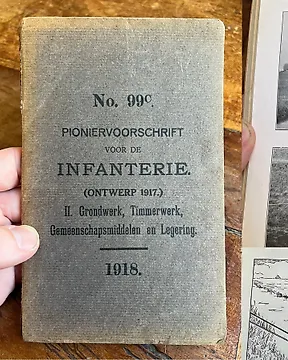 No. 99c.
PIONIERVOORSCHRIFT
VOOR DE
INFANTERIE.
(ONTWERP 1917.)
II. Grondwerk, Timmerwerk,
Gemeenschapsmiddelen en Legering.
1918.